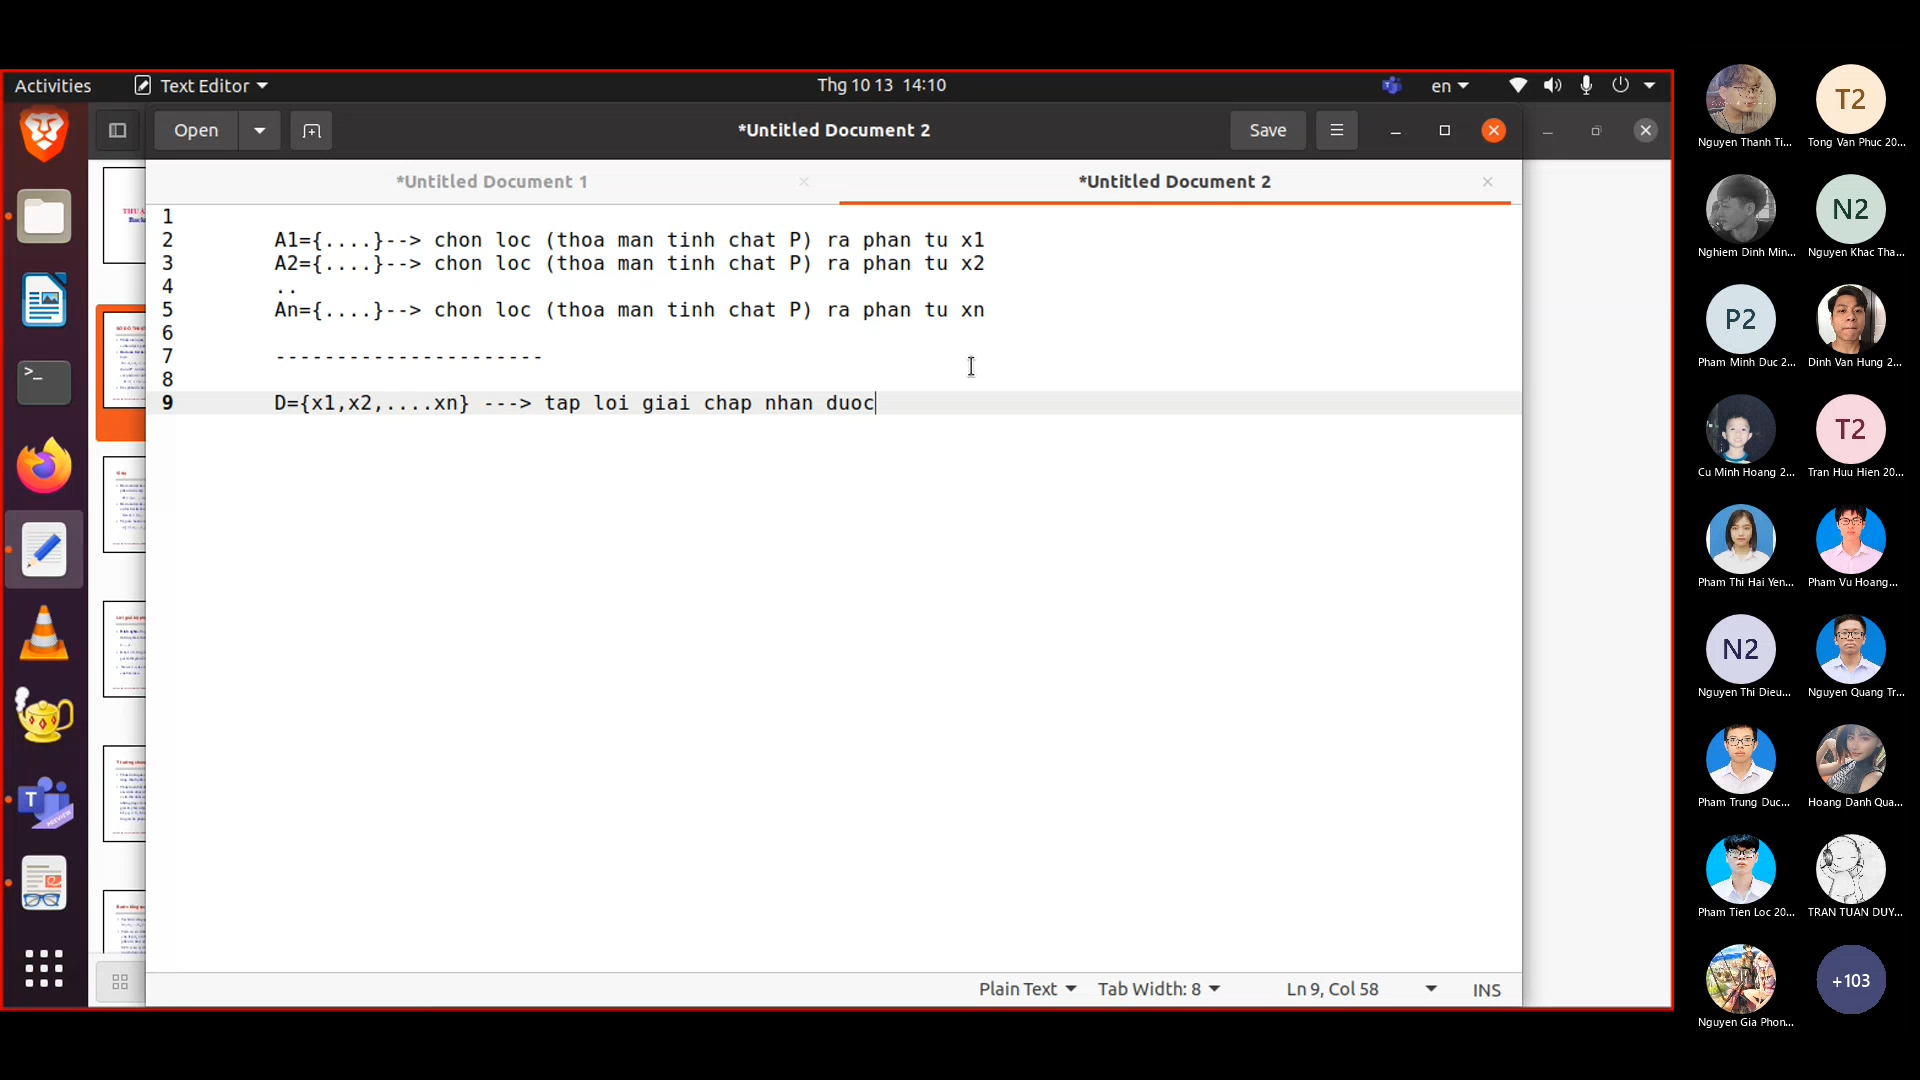 Activities
Text Editor
Thg 10 13 14:10
en
Open
*Untitled Document 2
Save
*Untitled Document 1
*Untitled Document 2
1
2 A1={....}--> chon loc (thoa man tinh chat P) ra phan tu x1
3 A2={....}--> chon loc (thoa man tinh chat P) ra phan tu x2
4 ..
5 An={....}--> chon loc (thoa man tinh chat P) ra phan tu xn
6
7 ----------------------
8
9 D={x1,x2,....xn} ---> tap loi giai chap nhan duoc
Plain Text
Tab Width: 8
Ln 9, Col 58
INS
Nguyen Thanh Ti...
T2
Tong Van Phuc 20...
Nghiem Dinh Min...
N2
Nguyen Khac Tha...
P2
Pham Minh Duc 2...
Dinh Van Hung 2...
Cu Minh Hoang 2...
T2
Tran Huu Hien 20...
Pham Thi Hai Yen...
Pham Vu Hoang...
N2
Nguyen Thi Dieu...
Nguyen Quang Tr...
Pham Trung Duc...
Hoang Danh Qua...
Pham Tien Loc 20...
TRAN TUAN DUY...
Nguyen Gia Phon...
+103